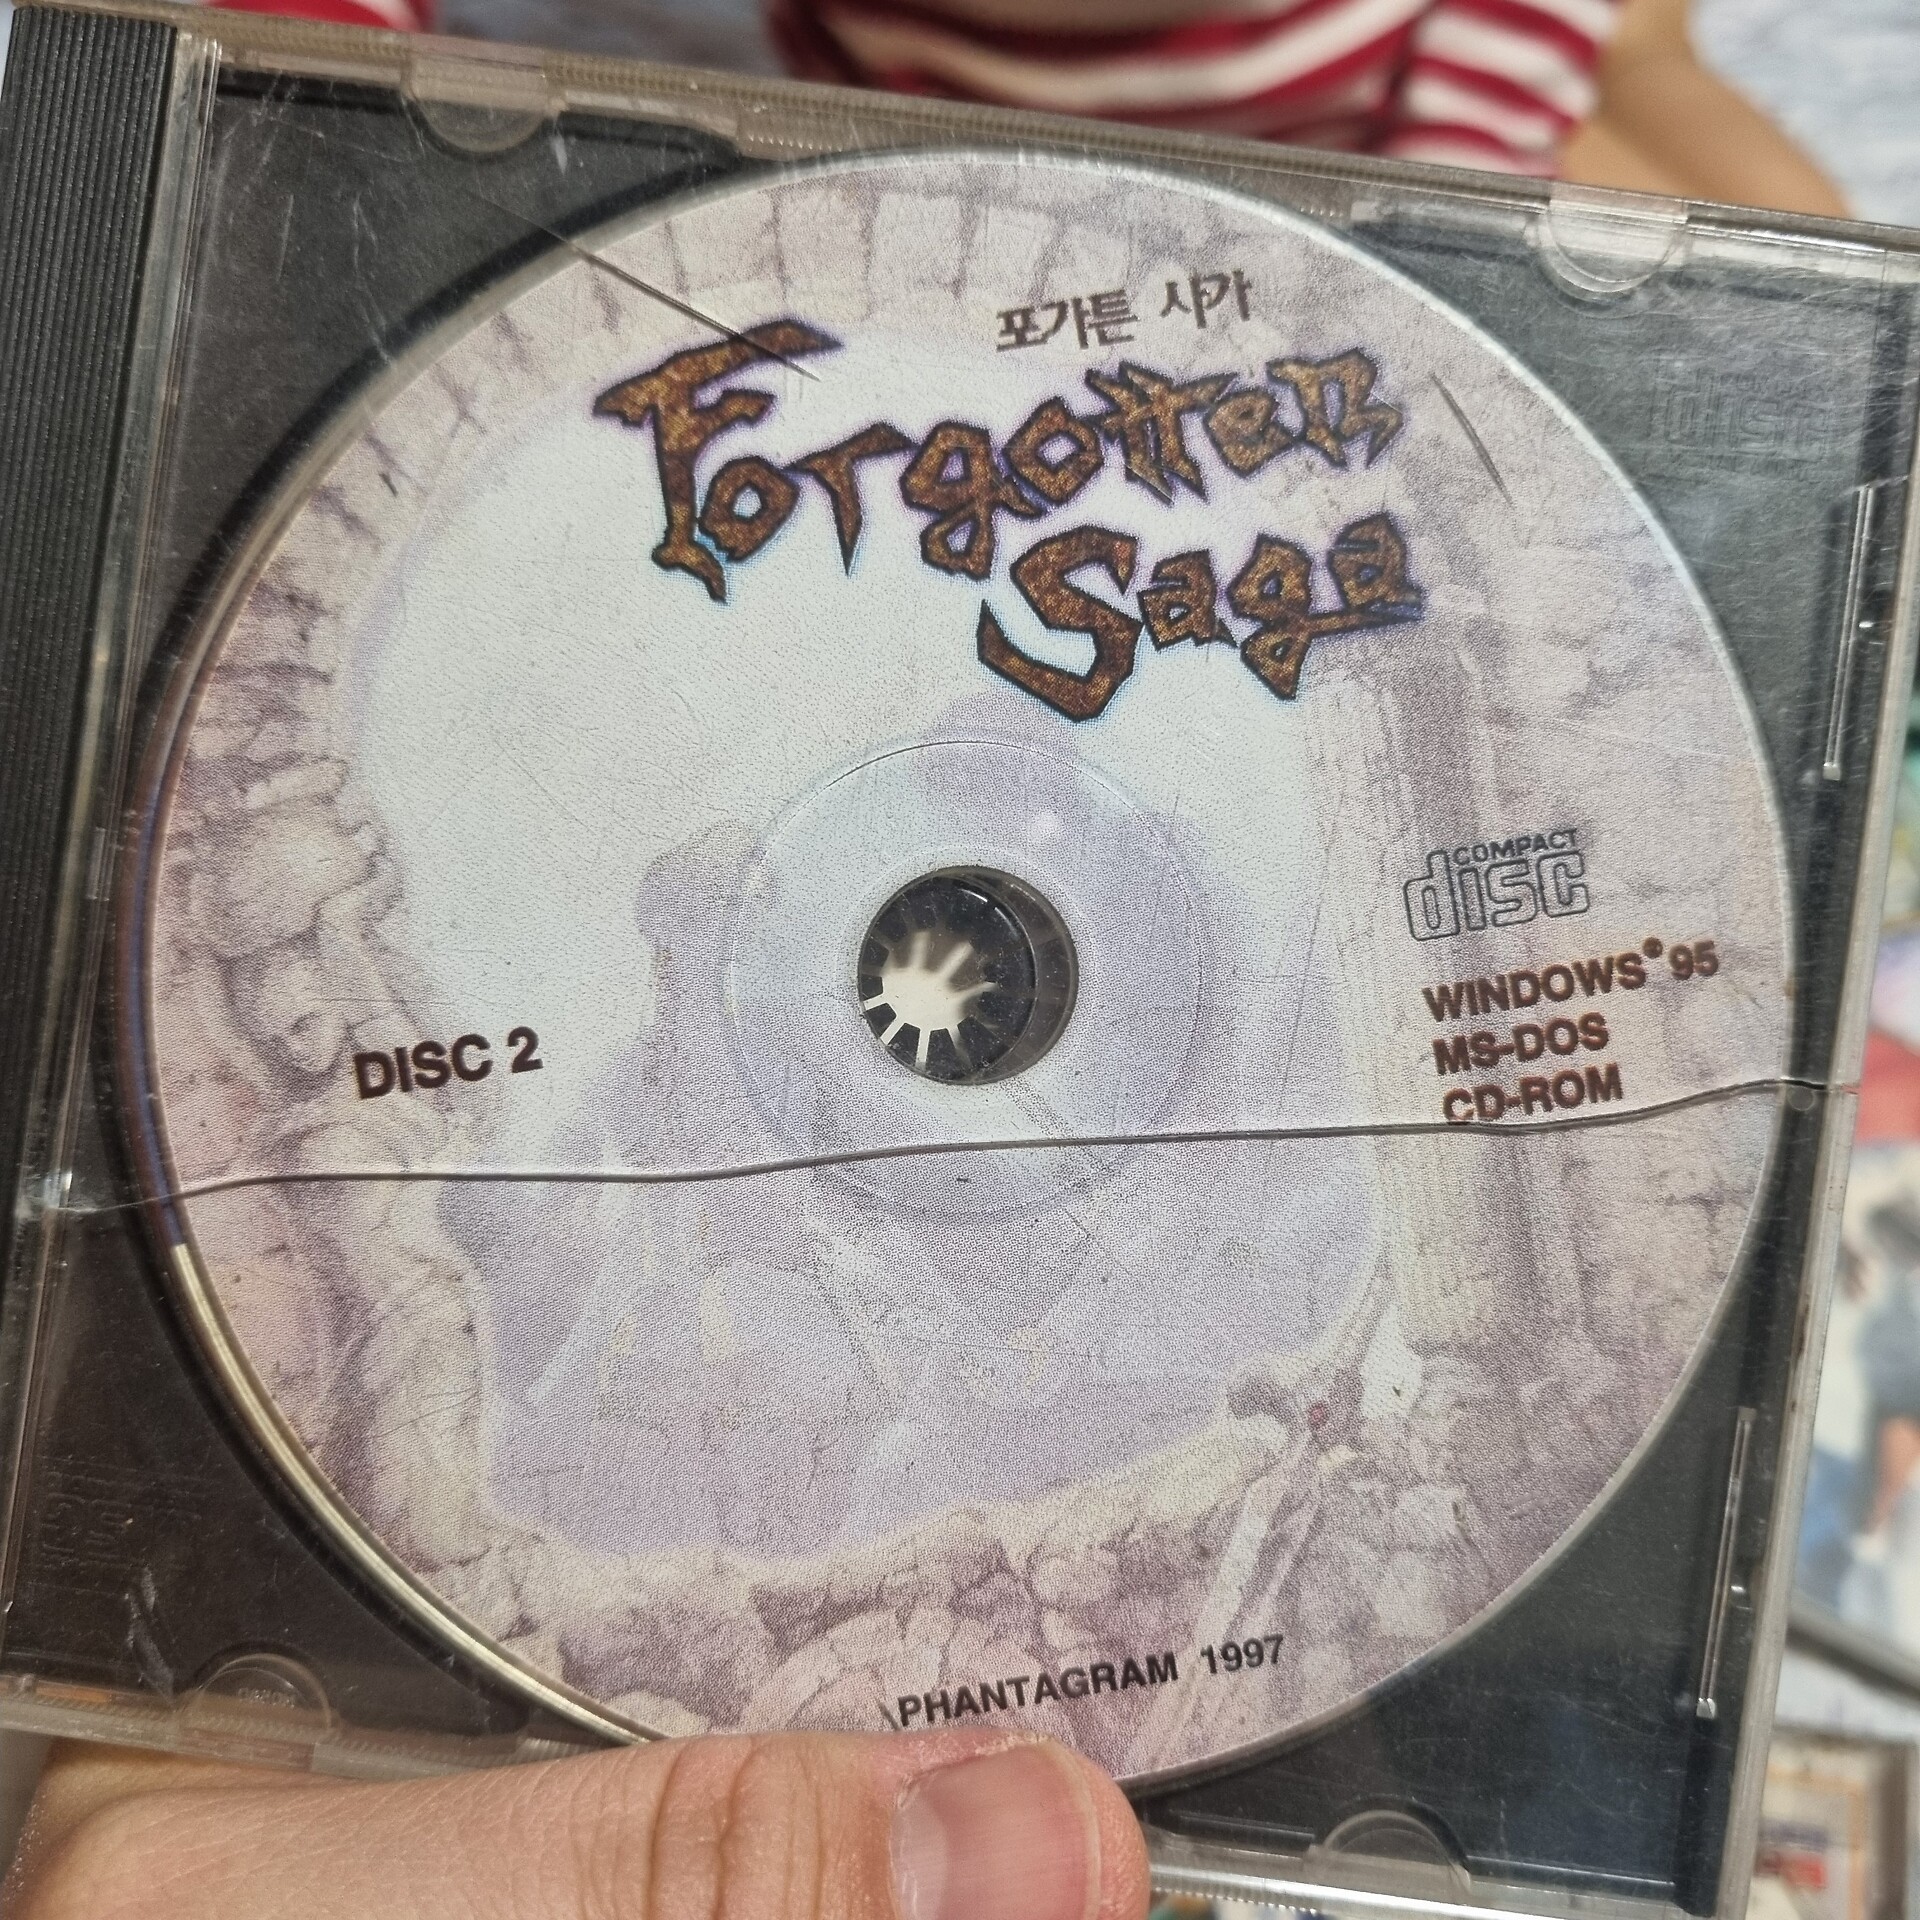 포가튼 사가
Forgotten
Saga
COMPACT
disc
WINDOWS® 95
MS-DOS
CD-ROM
DISC 2
PHANTAGRAM 1997